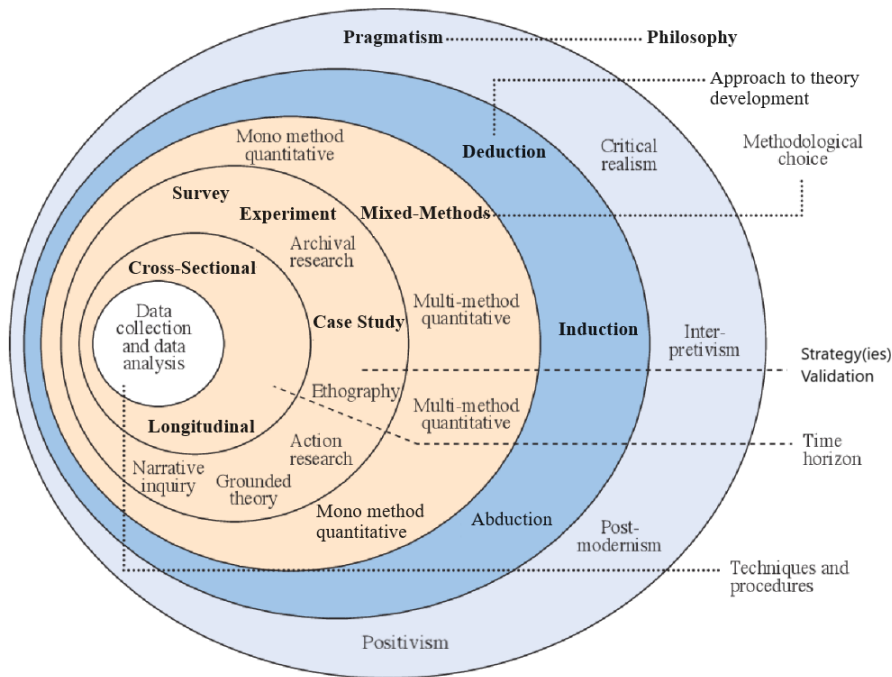 Pragmatism
Philosophy
Approach to theory
development
Mono method
quantitative
Deduction
Critical
realism
Methodological
choice
Survey
Experiment
Mixed-Methods
Archival
research
Cross-Sectional
Data
collection
and data
analysis
Case Study
Multi-method
quantitative
Induction
Inter-
pretivism
Strategy(ies)
Validation
Ethography
Multi-method
quantitative
Longitudinal
Action
research
Time
horizon
Narrative
inquiry
Grounded
theory
Mono method
quantitative
Abduction
Post-
modernism
Techniques and
procedures
Positivism